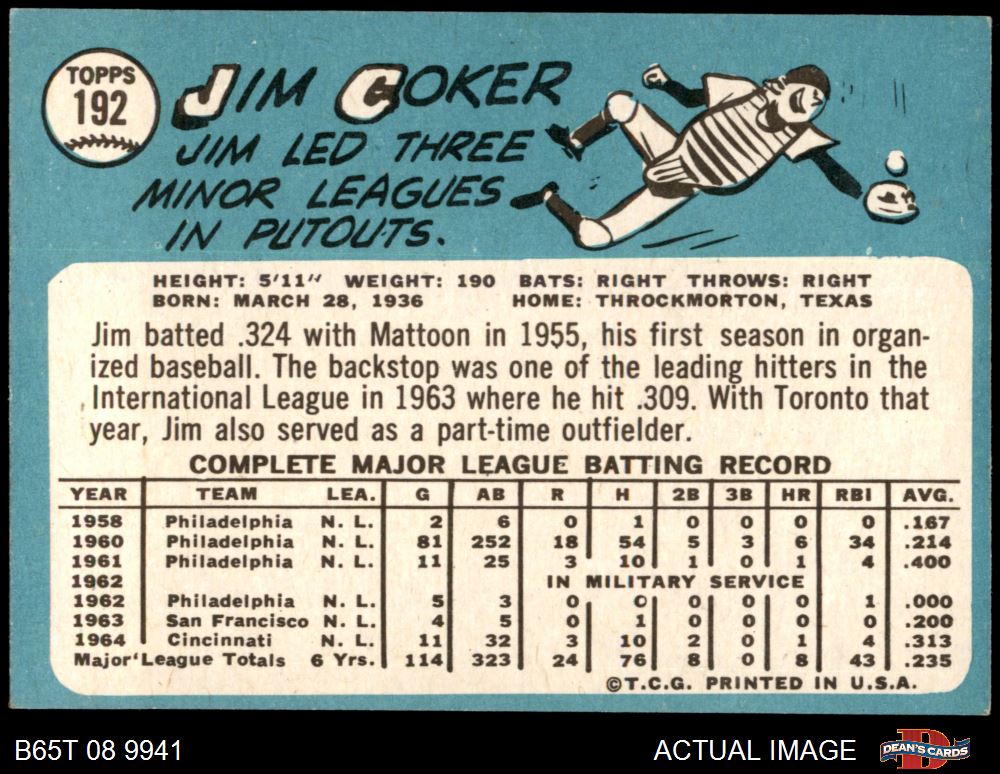 TOPPS
192
JIM COKER
JIM LED THREE
MINOR LEAGUES
IN PUTOUTS.
HEIGHT: 5'11" WEIGHT: 190 BATS: RIGHT THROWS: RIGHT
BORN: MARCH 28, 1936 HOME: THROCKMORTON, TEXAS
Jim batted .324 with Mattoon in 1955, his first season in organ-
ized baseball. The backstop was one of the leading hitters in the
International League in 1963 where he hit .309. With Toronto that
year, Jim also served as a part-time outfielder.
COMPLETE MAJOR LEAGUE BATTING RECORD
YEAR TEAM LEA. G AB R H 2B 3B HR RBI AVG.
1958 Philadelphia N. L. 2 6 0 1 0 0 0 0 .167
1960 Philadelphia N. L. 81 252 18 54 5 3 6 34 .214
1961 Philadelphia N. L. 11 25 3 10 1 0 1 4 .400
1962 IN MILITARY SERVICE
1962 Philadelphia N. L. 5 3 0 0 0 0 0 1 .000
1963 San Francisco N. L. 4 5 0 1 0 0 0 0 .200
1964 Cincinnati N. L. 11 32 3 10 2 0 1 4 .313
Major League Totals 6 Yrs. 114 323 24 76 8 0 8 43 .235
©T.C.G. PRINTED IN U.S.A.
B65T 08 9941 ACTUAL IMAGE DEAN'S CARDS